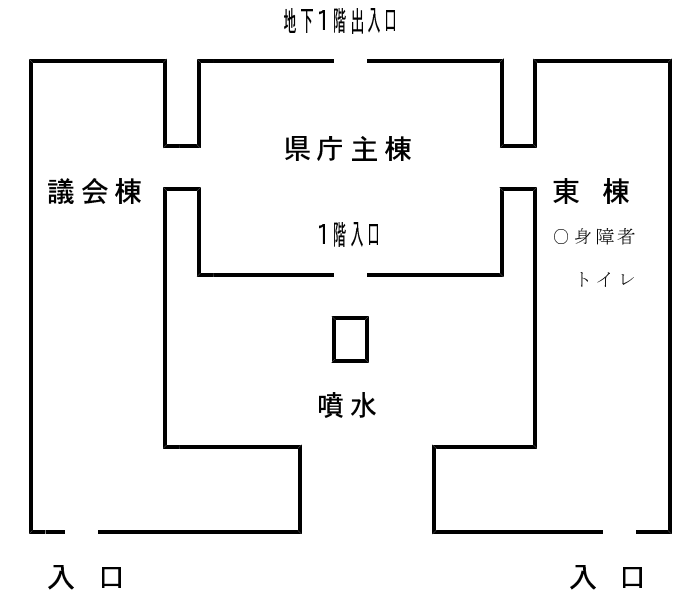 地下1階出入口
県庁主棟
議会棟
東 棟
1階入口
〇身障者
トイレ
噴水
入 口
入 口